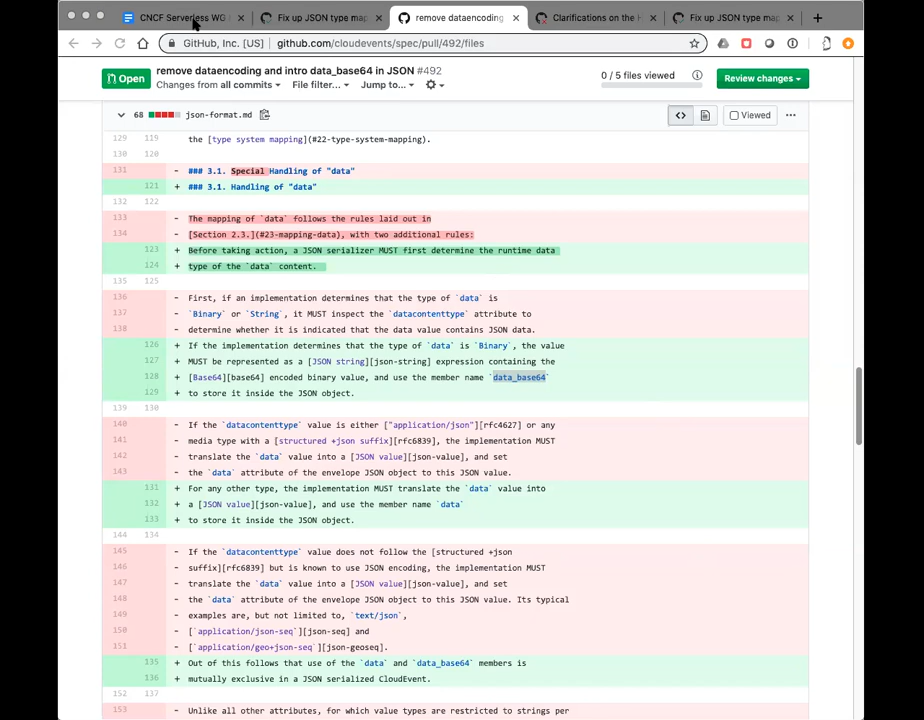 CNCF Serverless WG
Fix up JSON type map
remove dataencoding
Clarifications on the H
Fix up JSON type map
GitHub, Inc. [US] | github.com/cloudevents/spec/pull/492/files
Open
remove dataencoding and intro data_base64 in JSON #492
Changes from all commits File filter... Jump to...
0 / 5 files viewed
Review changes
68 json-format.md
Viewed
129 119 the [type system mapping](#22-type-system-mapping).
130 120
131 - ### 3.1. Special Handling of "data"
121 + ### 3.1. Handling of "data"
132 122
133 - The mapping of `data` follows the rules laid out in
134 - [Section 2.3.](#23-mapping-data), with two additional rules:
123 + Before taking action, a JSON serializer MUST first determine the runtime data
124 + type of the `data` content.
135 125
136 - First, if an implementation determines that the type of `data` is
137 - `Binary` or `String`, it MUST inspect the `datacontenttype` attribute to
138 - determine whether it is indicated that the data value contains JSON data.
126 + If the implementation determines that the type of `data` is `Binary`, the value
127 + MUST be represented as a [JSON string][json-string] expression containing the
128 + [Base64][base64] encoded binary value, and use the member name `data_base64`
129 + to store it inside the JSON object.
139 130
140 - If the `datacontenttype` value is either ["application/json"][rfc4627] or any
141 - media type with a [structured +json suffix][rfc6839], the implementation MUST
142 - translate the `data` value into a [JSON value][json-value], and set
143 - the `data` attribute of the envelope JSON object to this JSON value.
131 + For any other type, the implementation MUST translate the `data` value into
132 + a [JSON value][json-value], and use the member name `data`
133 + to store it inside the JSON object.
144 134
145 - If the `datacontenttype` value does not follow the [structured +json
146 - suffix][rfc6839] but is known to use JSON encoding, the implementation MUST
147 - translate the `data` value into a [JSON value][json-value], and set
148 - the `data` attribute of the envelope JSON object to this JSON value. Its typical
149 - examples are, but not limited to, `text/json`,
150 - [`application/json-seq`][json-seq] and
151 - [`application/geo+json-seq`][json-geoseq].
135 + Out of this follows that use of the `data` and `data_base64` members is
136 + mutually exclusive in a JSON serialized CloudEvent.
152 137
153 - Unlike all other attributes, for which value types are restricted to strings per